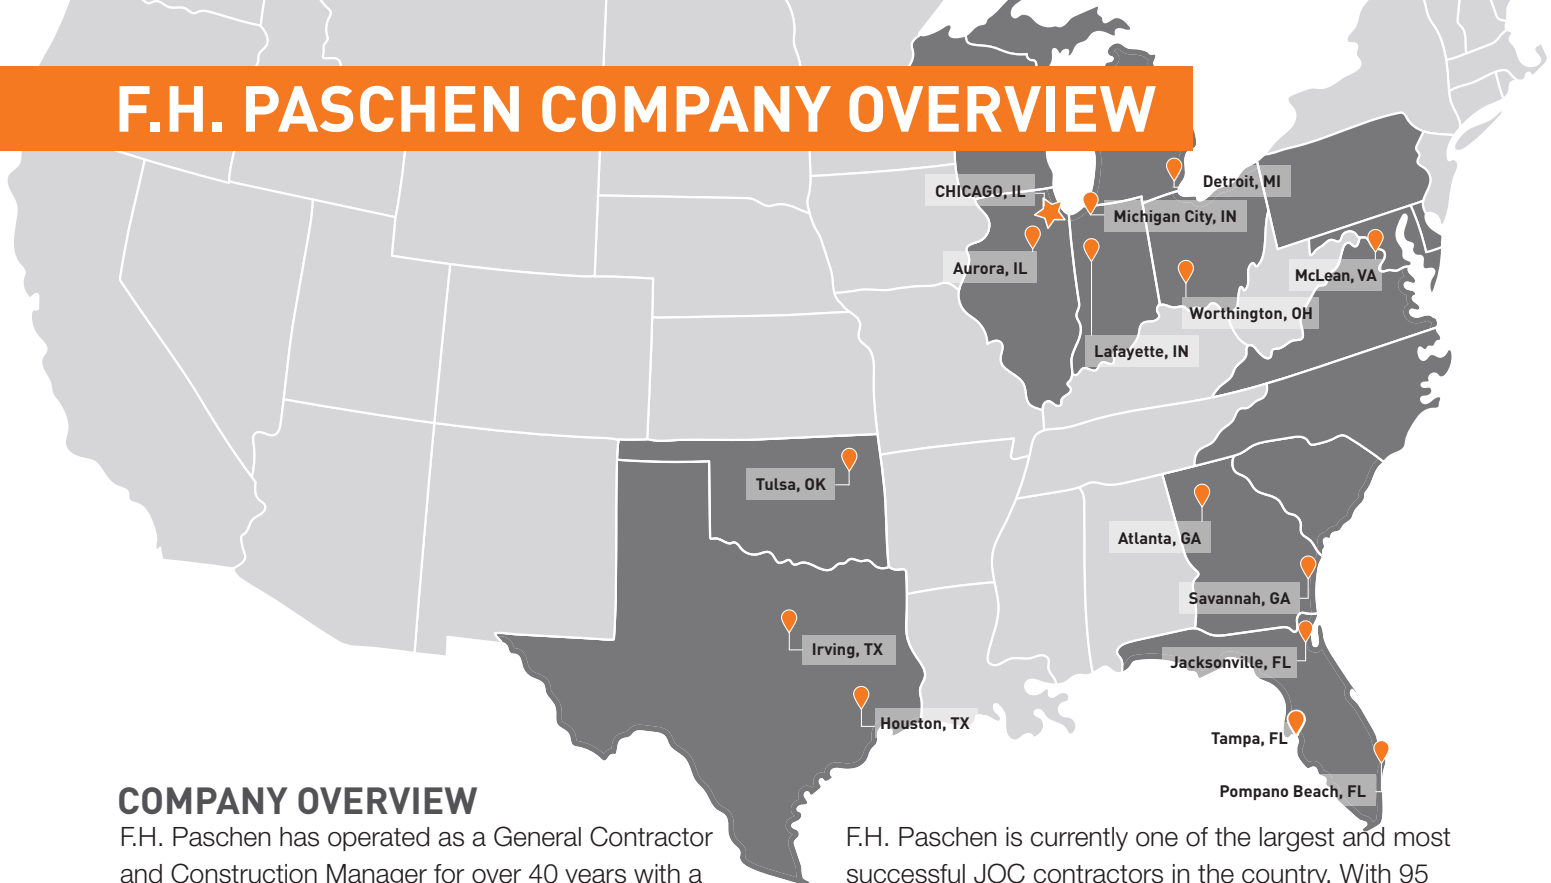 F.H. PASCHEN COMPANY OVERVIEW
Detroit, MI
CHICAGO, IL
Michigan City, IN
Aurora, IL
McLean, VA
Worthington, OH
Lafayette, IN
Tulsa, OK
Atlanta, GA
Savannah, GA
Irving, TX
Jacksonville, FL
Houston, TX
Tampa, FL
Pompano Beach, FL
COMPANY OVERVIEW
F.H. Paschen has operated as a General Contractor
and Construction Manager for over 40 years with a
F.H. Paschen is currently one of the largest and most
successful JOC contractors in the country. With 95